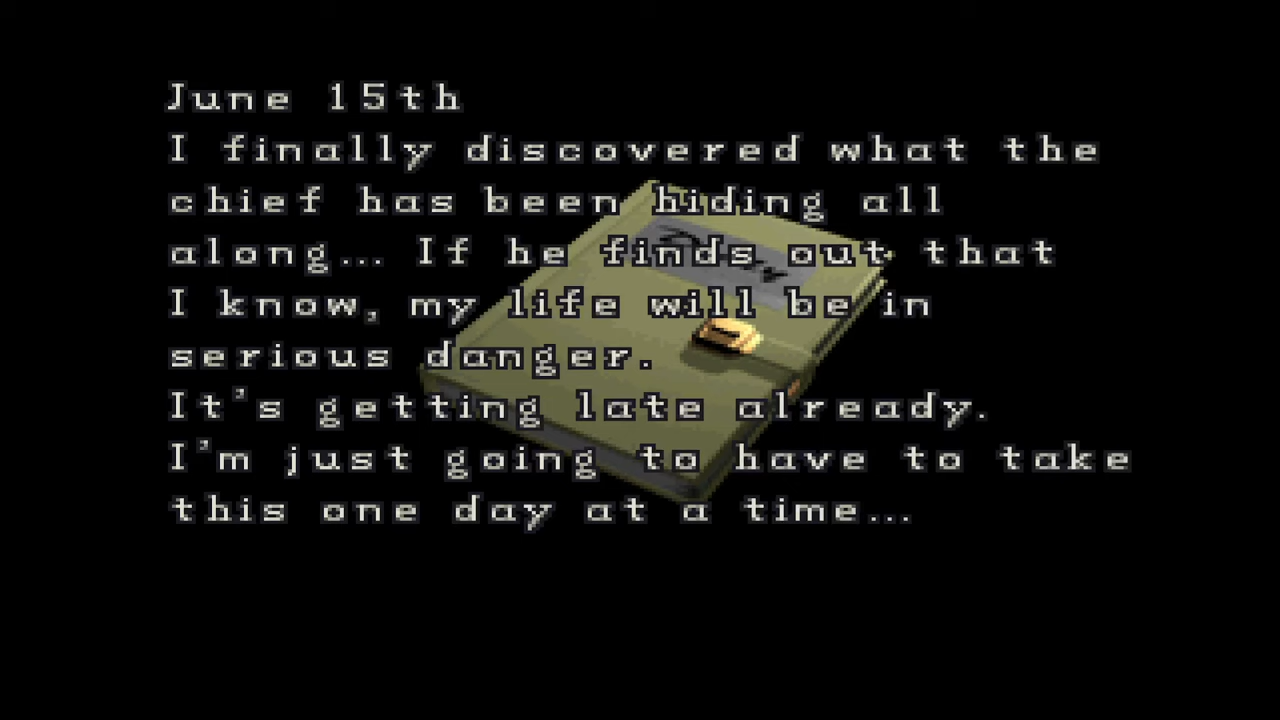 June 15th
I finally discovered what the
chief has been hiding all
along... If he finds out that
I know, my life will be in
serious danger.
It's getting late already.
I'm just going to have to take
this one day at a time...
Diary